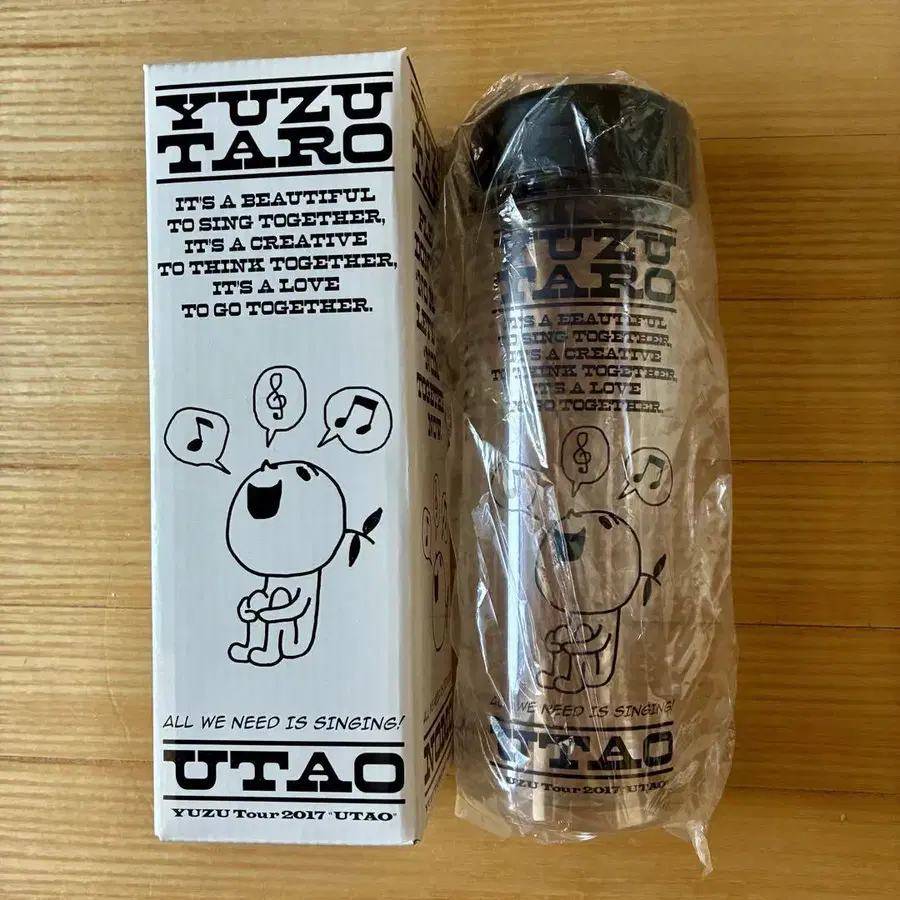 YUZU
TARO
IT'S A BEAUTIFUL
TO SING TOGETHER,
IT'S A CREATIVE
TO THINK TOGETHER,
IT'S A LOVE
TO GO TOGETHER.
ALL WE NEED IS SINGING!
UTAO
YUZU Tour 2017 "UTAO"
YUZU
TARO
IT'S A BEAUTIFUL
TO SING TOGETHER,
IT'S A CREATIVE
TO THINK TOGETHER,
IT'S A LOVE
TO GO TOGETHER.
ALL WE NEED IS SINGING!
UTAO
YUZU Tour 2017 "UTAO"